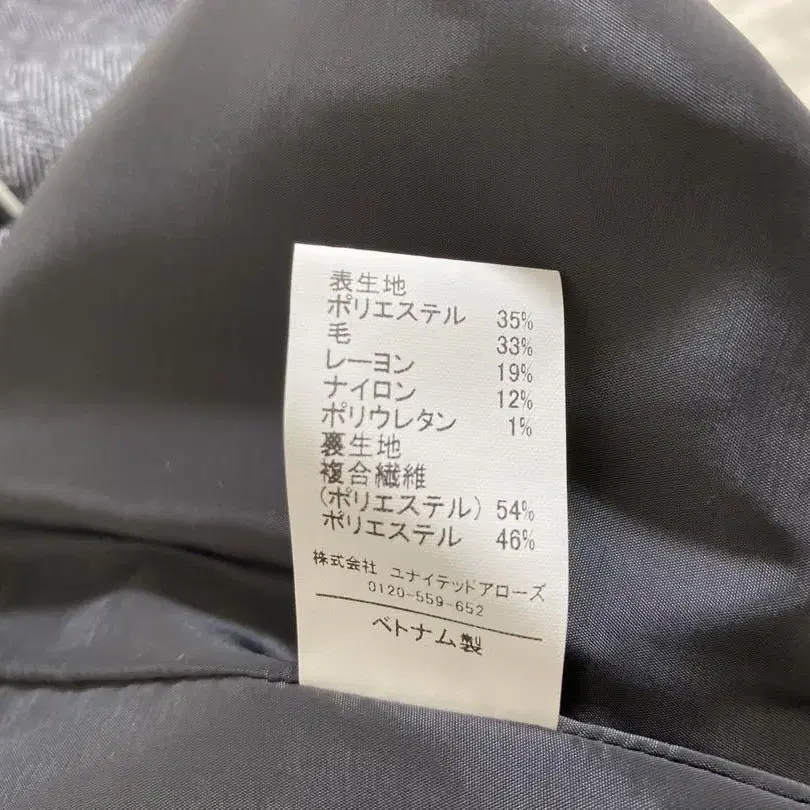 表生地
ポリエステル 35%
毛 33%
レーヨン 19%
ナイロン 12%
ポリウレタン 1%
裏生地
複合繊維
(ポリエステル) 54%
ポリエステル 46%
株式会社 ユナイテッドアローズ
0120-559-652
ベトナム製